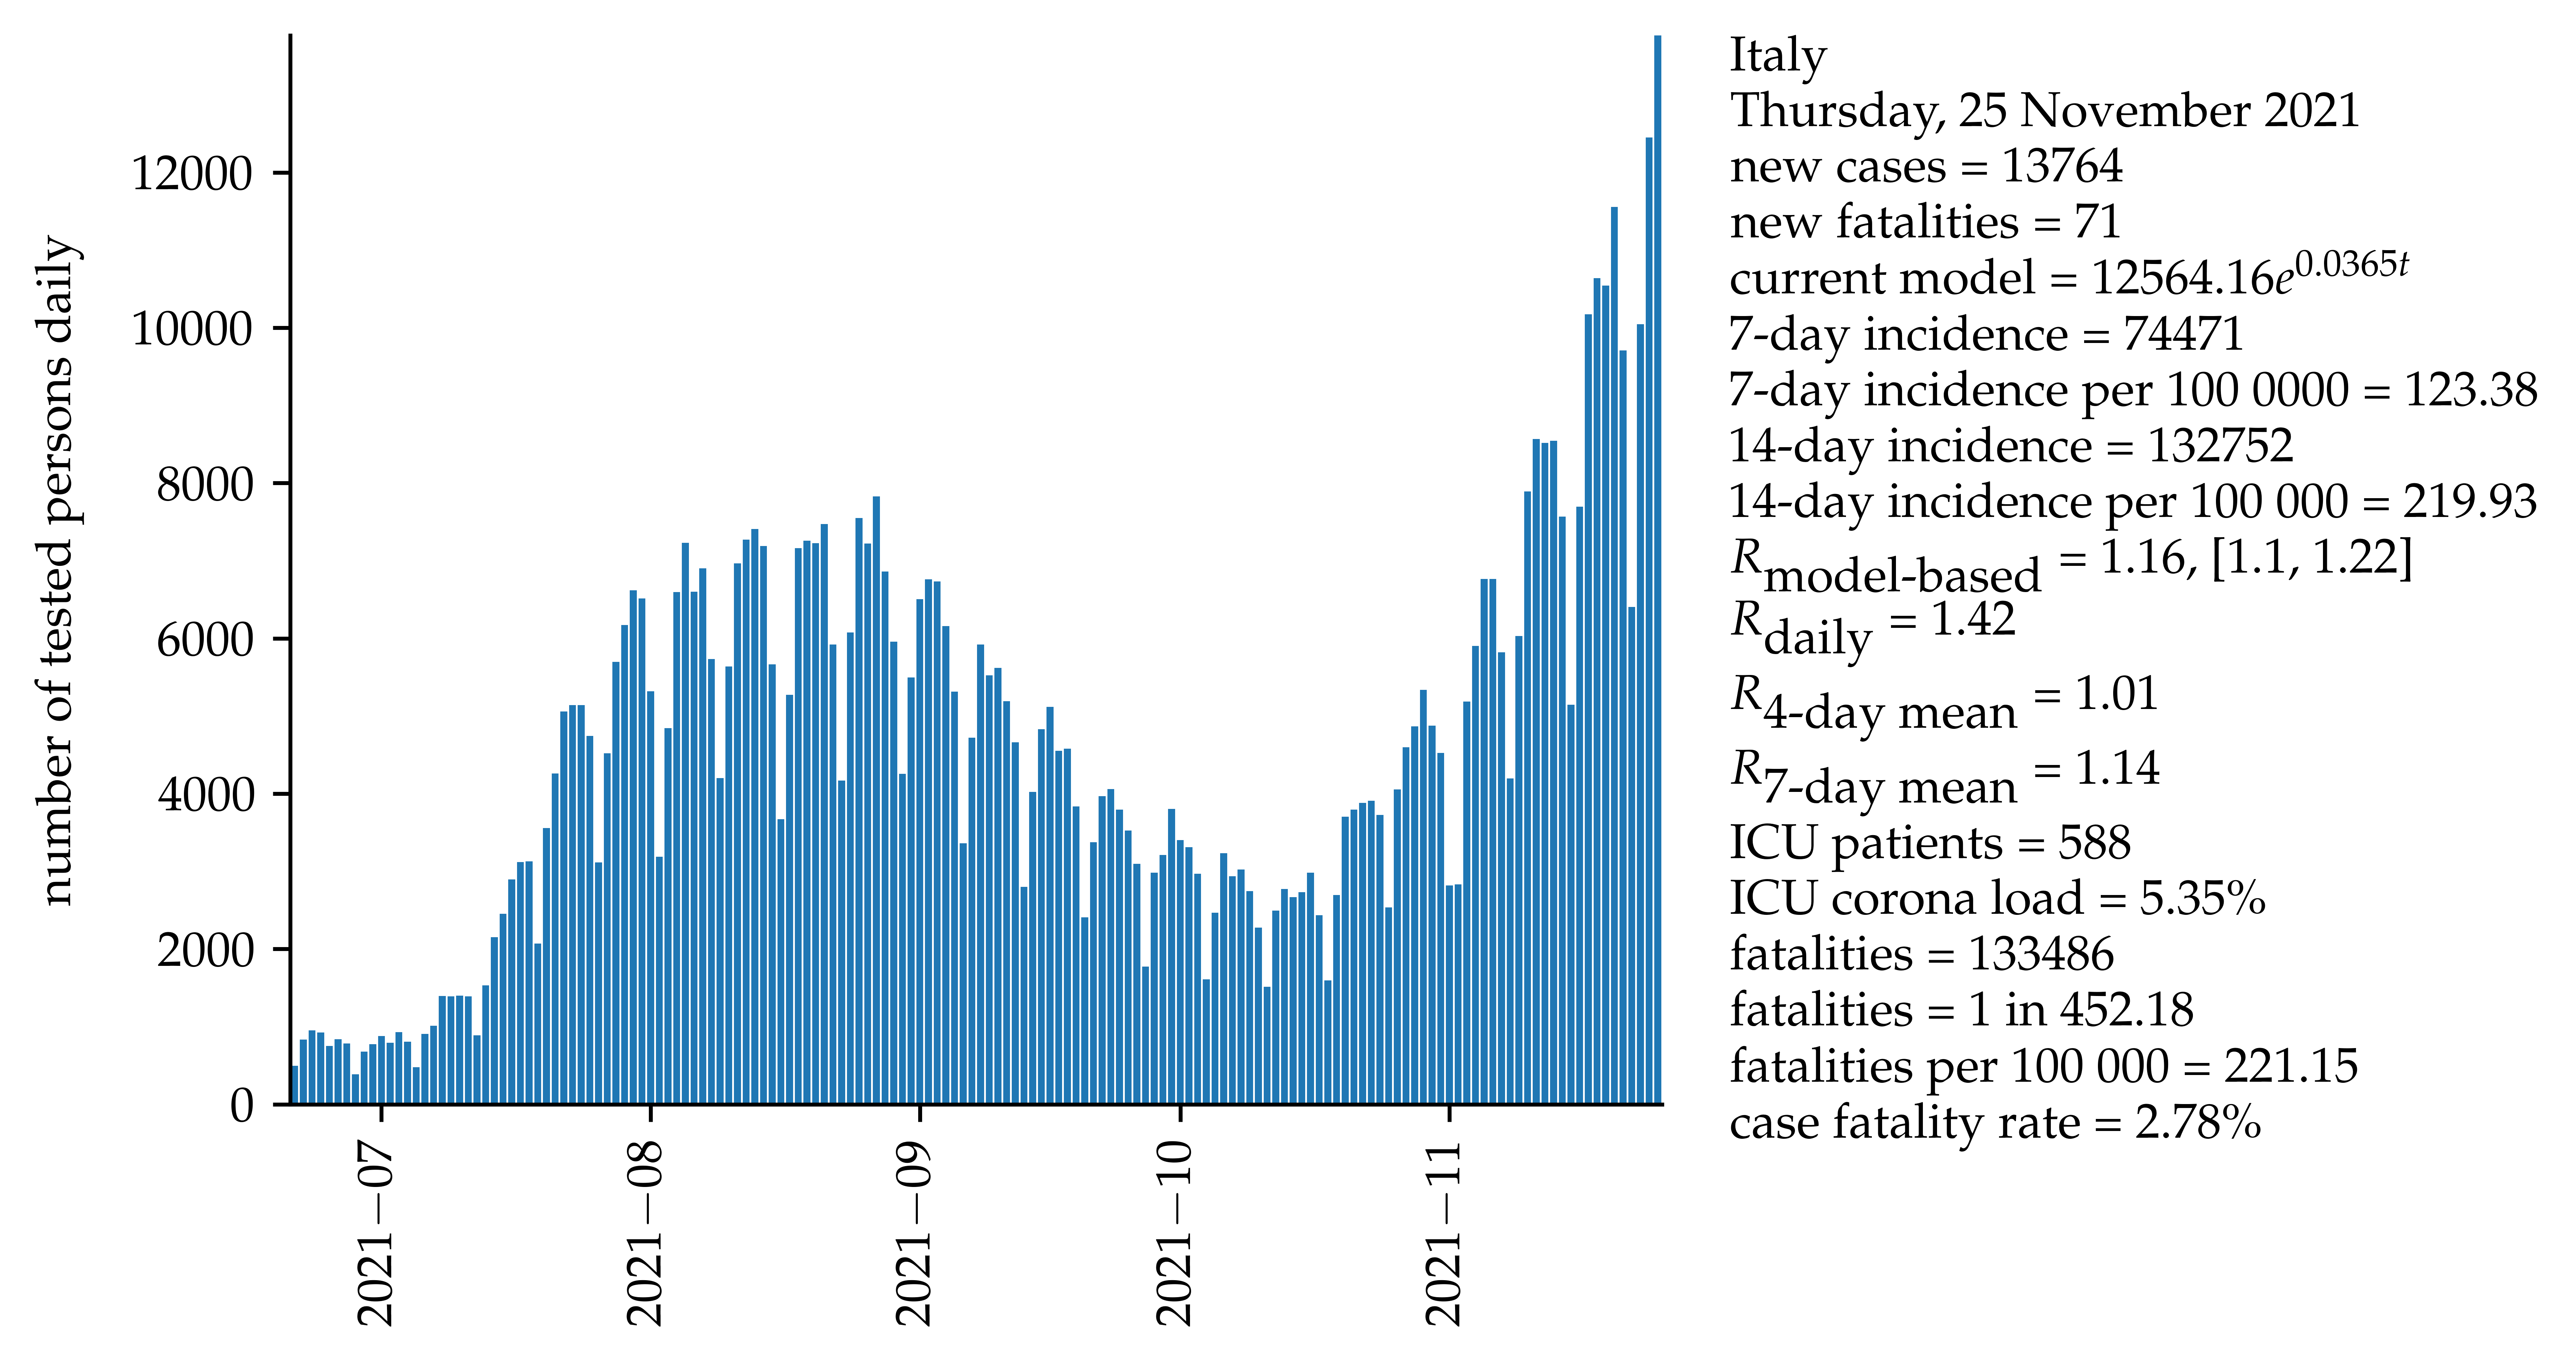 number of tested persons daily
12000
10000
8000
6000
4000
2000
0
2021−07
2021−08
2021−09
2021−10
2021−11
Italy
Thursday, 25 November 2021
new cases = 13764
new fatalities = 71
current model = 12564.16e^0.0365t
7-day incidence = 74471
7-day incidence per 100 0000 = 123.38
14-day incidence = 132752
14-day incidence per 100 000 = 219.93
R model-based = 1.16, [1.1, 1.22]
R daily = 1.42
R 4-day mean = 1.01
R 7-day mean = 1.14
ICU patients = 588
ICU corona load = 5.35%
fatalities = 133486
fatalities = 1 in 452.18
fatalities per 100 000 = 221.15
case fatality rate = 2.78%